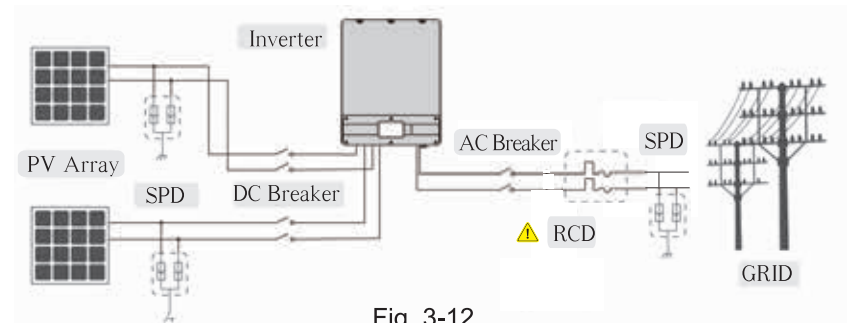 Inverter
AC Breaker
SPD
PV Array
SPD
DC Breaker
RCD
GRID
Fig. 3-12